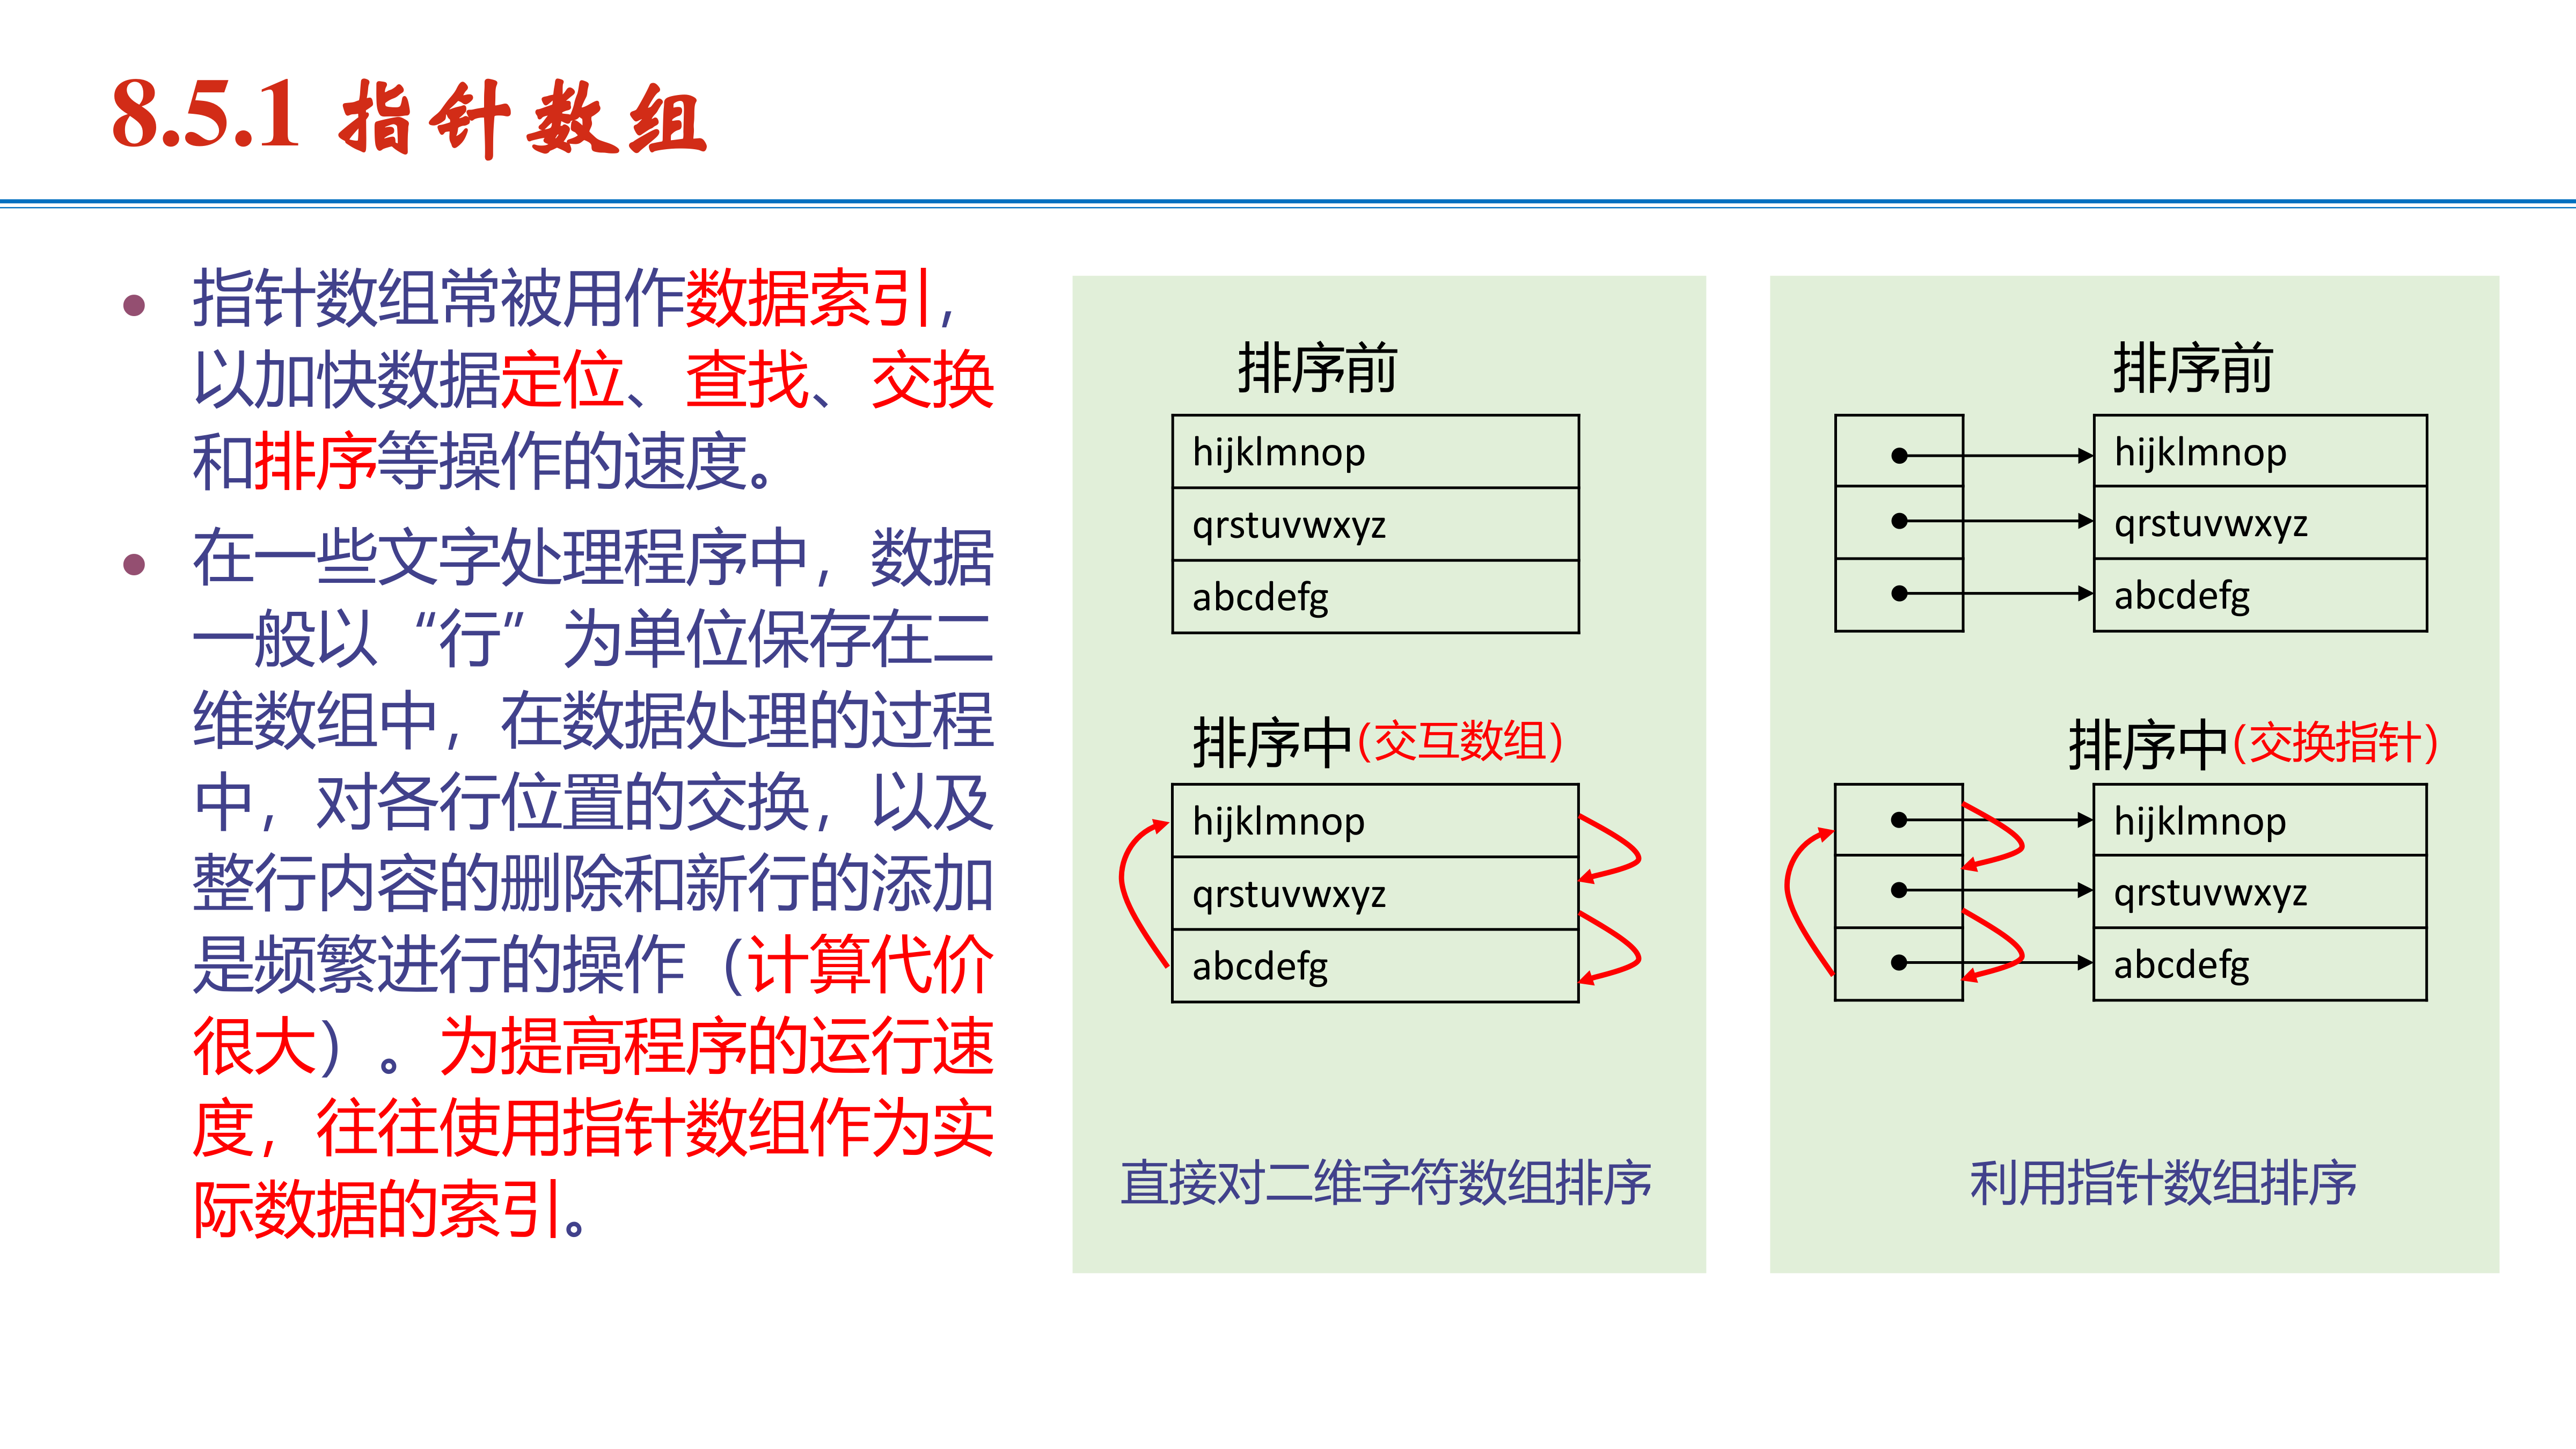 8.5.1 指针数组
指针数组常被用作数据索引，
以加快数据定位、查找、交换
和排序等操作的速度。
在一些文字处理程序中，数据
一般以“行”为单位保存在二
维数组中，在数据处理的过程
中，对各行位置的交换，以及
整行内容的删除和新行的添加
是频繁进行的操作（计算代价
很大）。为提高程序的运行速
度，往往使用指针数组作为实
际数据的索引。
排序前
hijklmnop
qrstuvwxyz
abcdefg
排序中(交互数组)
hijklmnop
qrstuvwxyz
abcdefg
直接对二维字符数组排序
排序前
hijklmnop
qrstuvwxyz
abcdefg
排序中(交换指针)
hijklmnop
qrstuvwxyz
abcdefg
利用指针数组排序